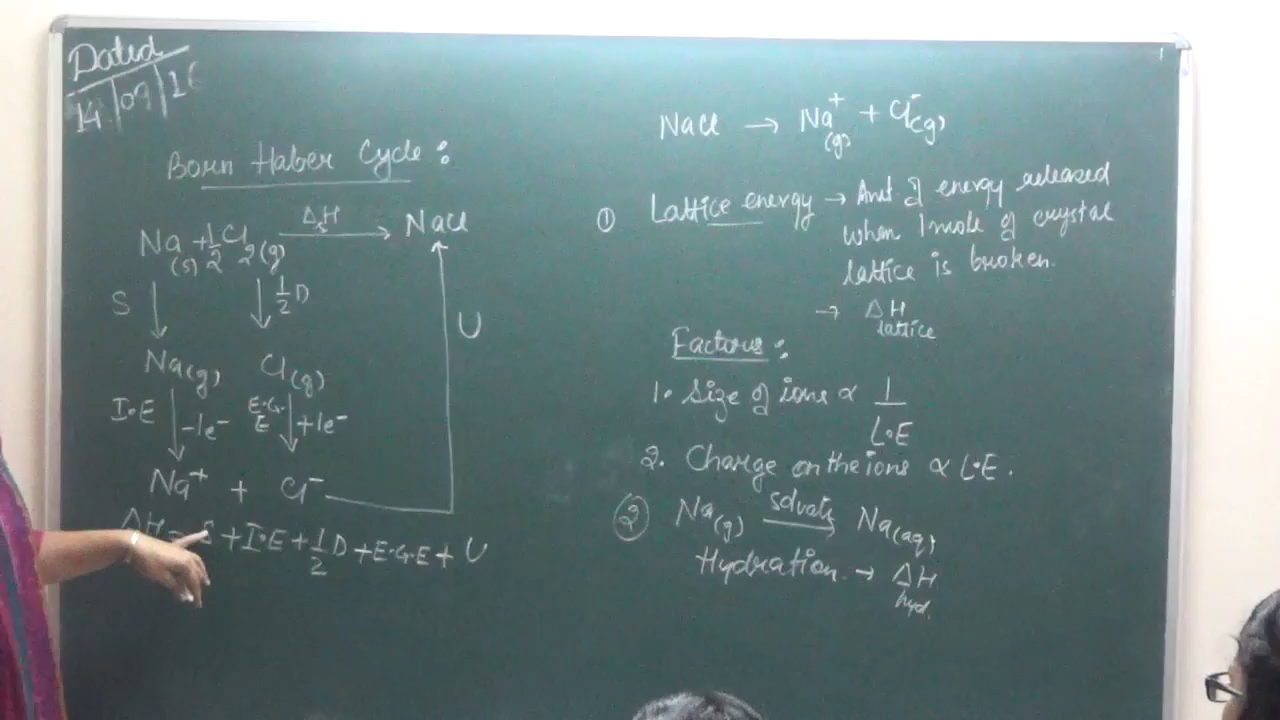 Dated
14/09/16
Born Haber Cycle:
Na(s) + 1/2 Cl2(g) ΔH NaCl
S ↓ ↓ 1/2 D
U
Na(g) Cl(g)
I.E ↓ -1e⁻ E.G.E ↓ +1e⁻
Na⁺ + Cl⁻
ΔH = S + I.E + 1/2 D + E.G.E + U
NaCl → Na⁺(g) + Cl⁻(g)
① Lattice energy → Amt of energy released
when 1 mole of crystal
lattice is broken.
→ ΔH lattice
Factors:
1. Size of ions ∝ 1/L.E
2. Charge on the ions ∝ L.E.
② Na(g) → Na(aq)
Hydration → ΔH hyd.